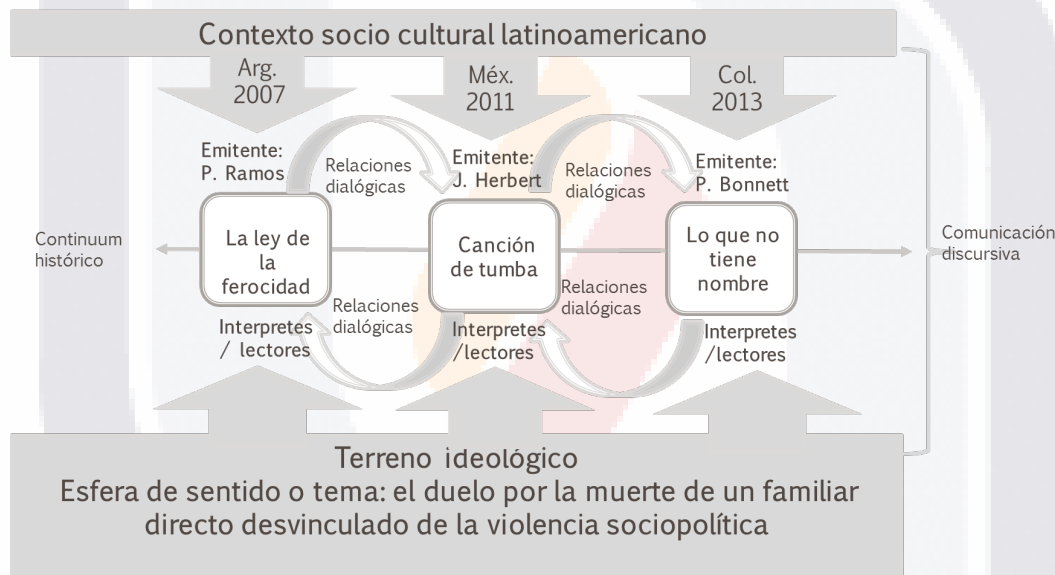 Contexto socio cultural latinoamericano
Arg.
2007
Méx.
2011
Col.
2013
Emitente:
P. Ramos
Relaciones
dialógicas
Emitente:
J. Herbert
Relaciones
dialógicas
Emitente:
P. Bonnett
Continuum
histórico
La ley de
la
ferocidad
Canción
de tumba
Lo que no
tiene
nombre
Comunicación
discursiva
Relaciones
dialógicas
Relaciones
dialógicas
Interpretes
/ lectores
Interpretes
/lectores
Interpretes
/lectores
Terreno ideológico
Esfera de sentido o tema: el duelo por la muerte de un familiar
directo desvinculado de la violencia sociopolítica